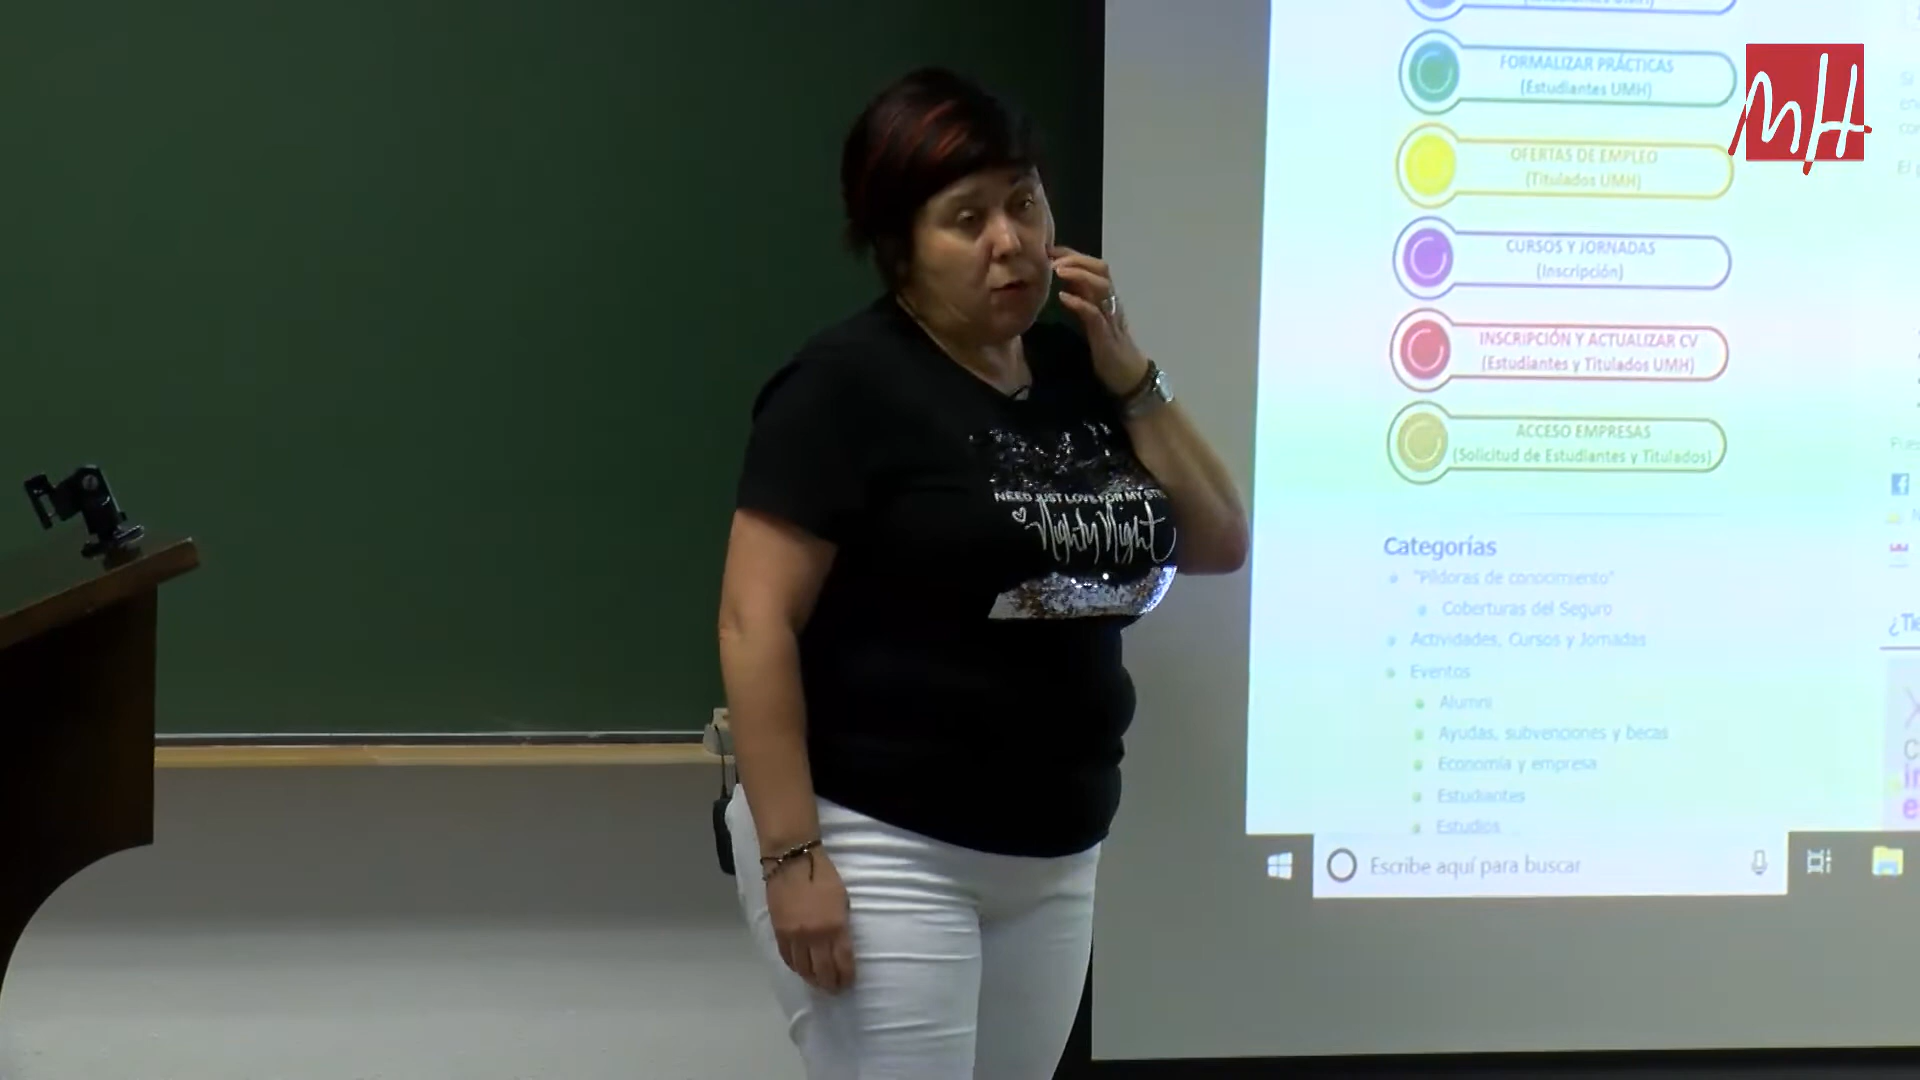 FORMALIZAR PRÁCTICAS
(Estudiantes UMH)
OFERTAS DE EMPLEO
(Titulados UMH)
CURSOS Y JORNADAS
(Inscripción)
INSCRIPCIÓN Y ACTUALIZAR CV
(Estudiantes y Titulados UMH)
ACCESO EMPRESAS
(Solicitud de Estudiantes y Titulados)
Categorías
"Píldoras de conocimiento"
Coberturas del Seguro
Actividades, Cursos y Jornadas
Eventos
Alumni
Ayudas, subvenciones y becas
Economía y empresa
Estudiantes
Estudios
Escribe aquí para buscar
MH
NEED JUST LOVE FOR MY
Nighty Night